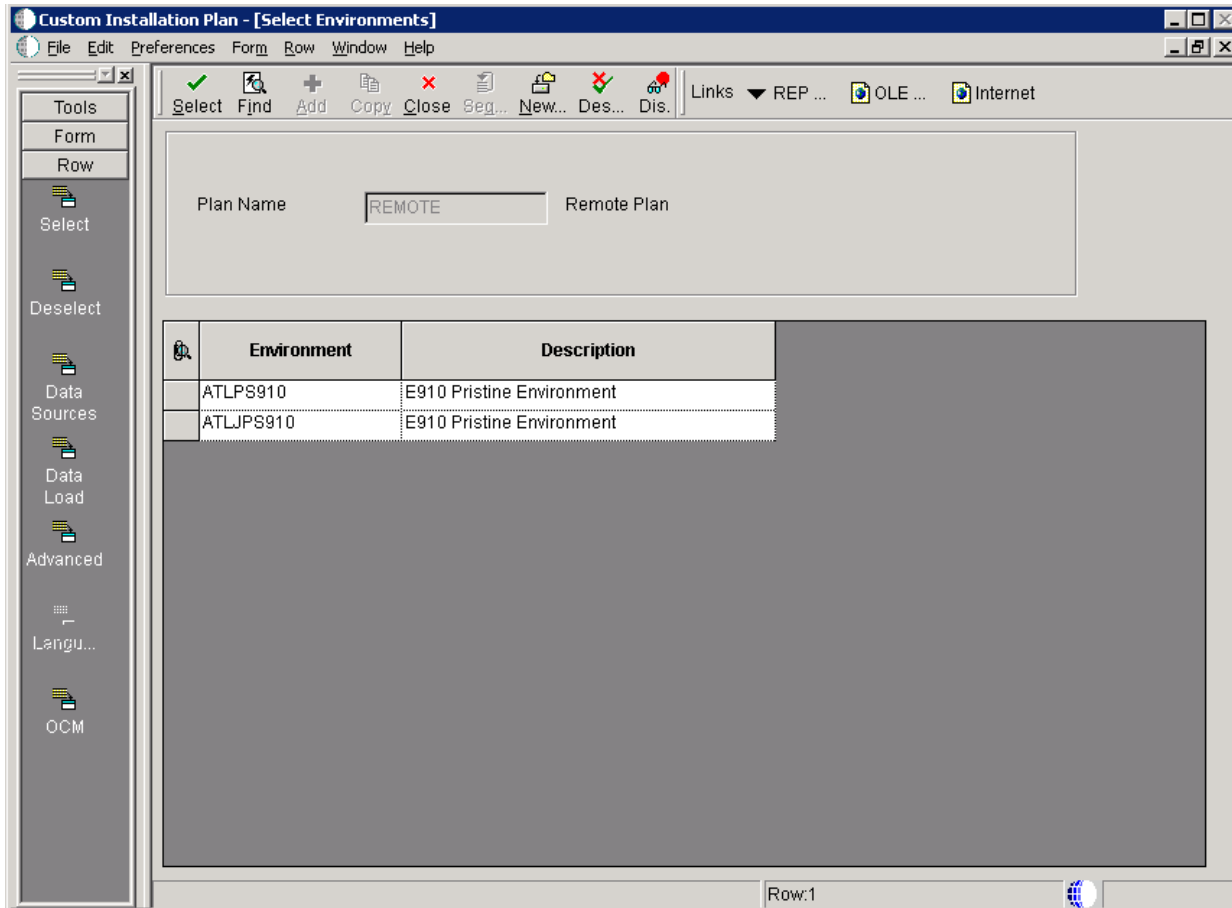 Custom Installation Plan - [Select Environments]
File Edit Preferences Form Row Window Help
Select Find Add Copy Close Seq... New... Des... Dis. Links REP ... OLE ... Internet
Tools
Form
Row
Select
Deselect
Data
Sources
Data
Load
Advanced
Langu...
OCM
Plan Name REMOTE Remote Plan
Environment Description
ATLPS910 E910 Pristine Environment
ATLJPS910 E910 Pristine Environment
Row:1